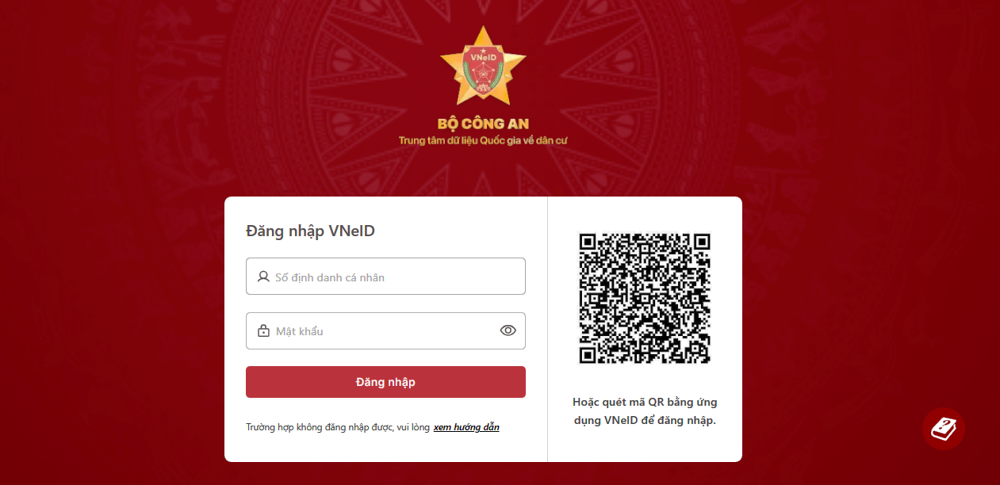 VNeID
BỘ CÔNG AN
Trung tâm dữ liệu Quốc gia về dân cư
Đăng nhập VNeID
Số định danh cá nhân
Mật khẩu
Đăng nhập
Trường hợp không đăng nhập được, vui lòng xem hướng dẫn
Hoặc quét mã QR bằng ứng
dụng VNeID để đăng nhập.
?